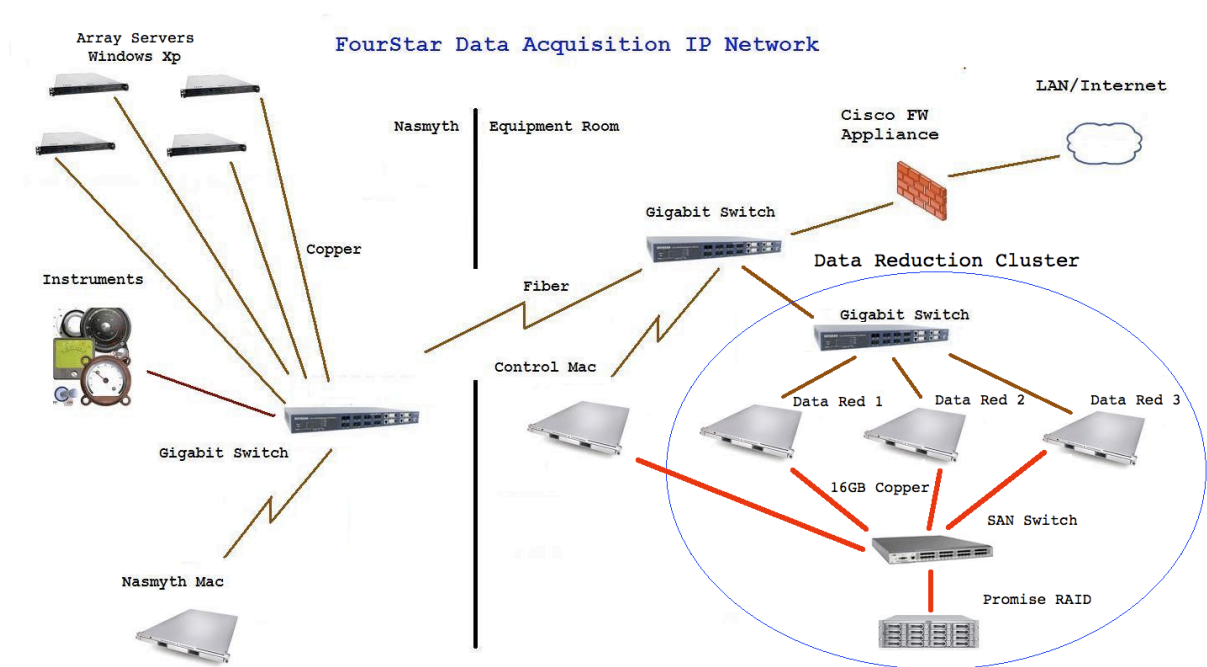 Array Servers
Windows Xp
FourStar Data Acquisition IP Network
LAN/Internet
Nasmyth
Equipment Room
Cisco FW
Appliance
Gigabit Switch
Copper
Data Reduction Cluster
Instruments
Fiber
Gigabit Switch
Control Mac
Data Red 1
Data Red 2
Data Red 3
Gigabit Switch
16GB Copper
SAN Switch
Nasmyth Mac
Promise RAID